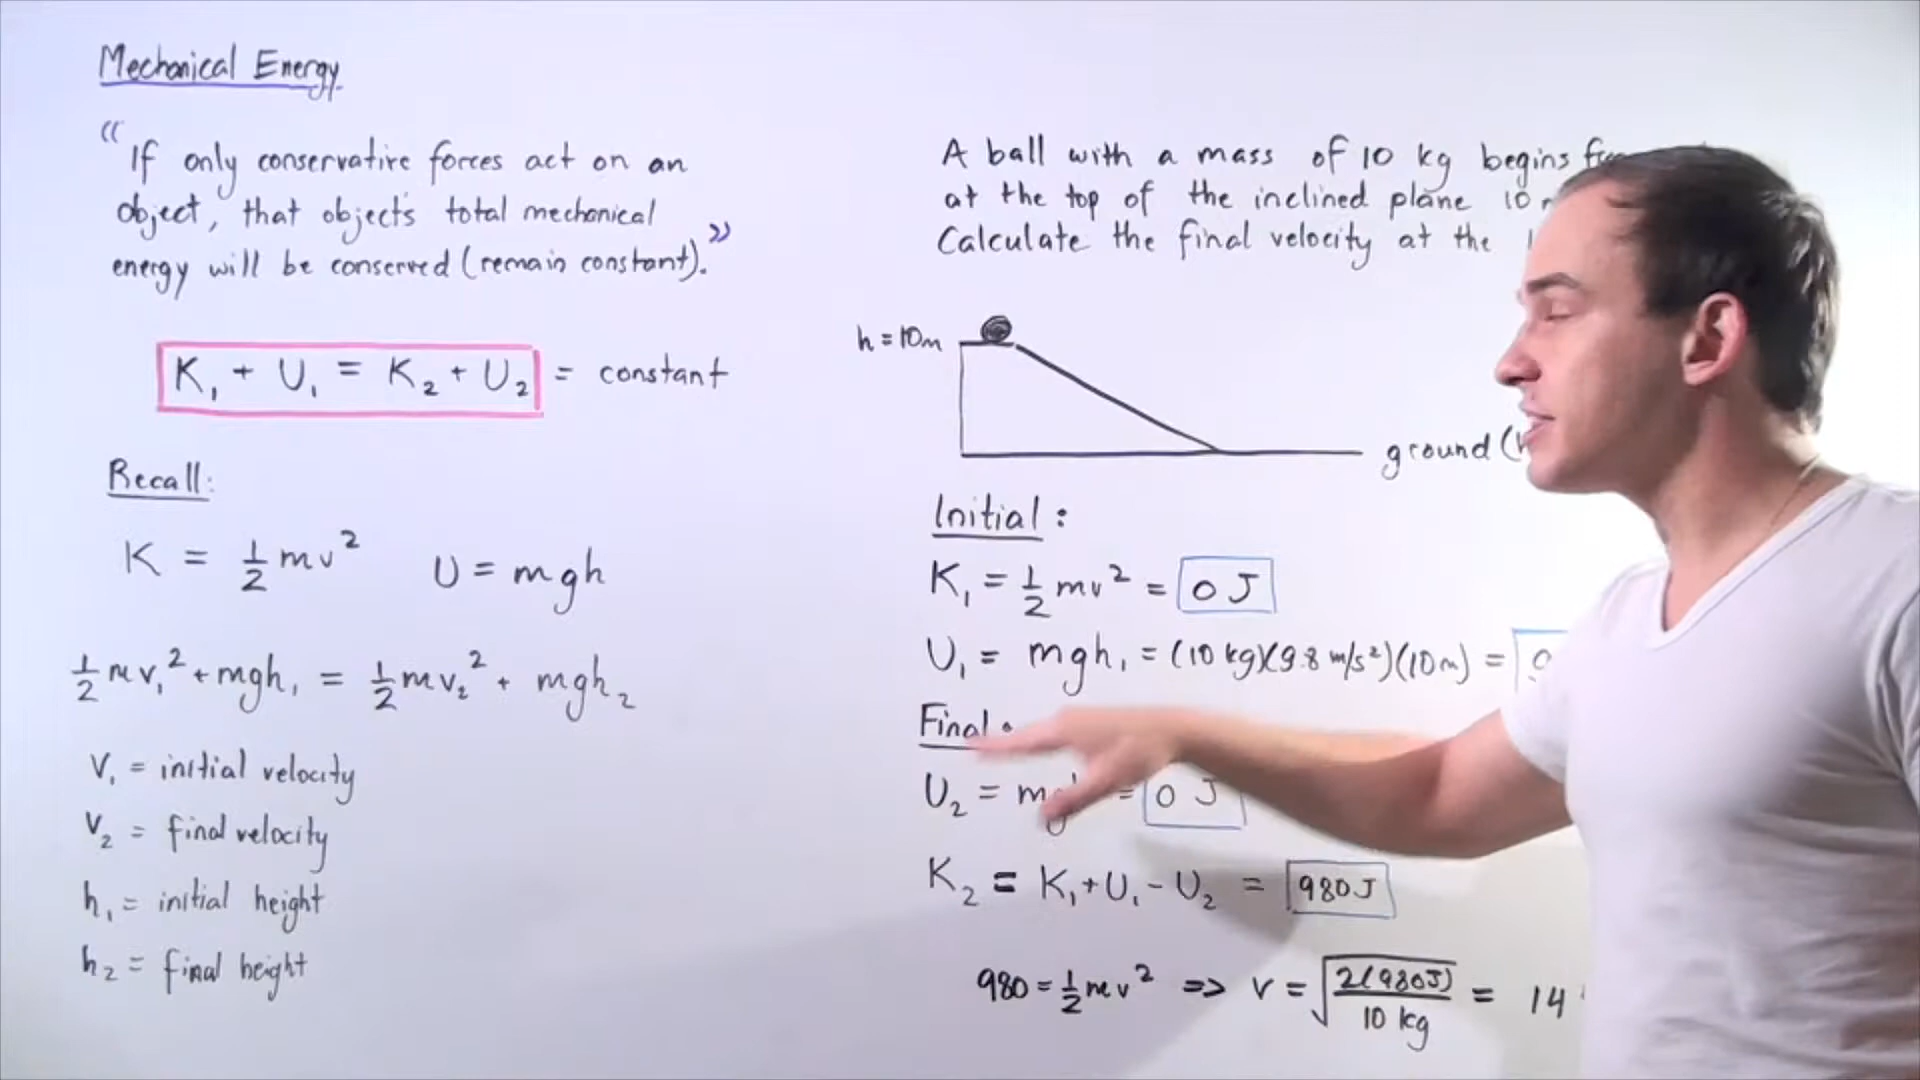 Mechanical Energy
"If only conservative forces act on an
object, that object's total mechanical
energy will be conserved (remain constant)."
K₁ + U₁ = K₂ + U₂ = constant
Recall:
K = ½mv² U = mgh
½mv₁² + mgh₁ = ½mv₂² + mgh₂
V₁ = initial velocity
V₂ = final velocity
h₁ = initial height
h₂ = final height
A ball with a mass of 10 kg begins
at the top of the inclined plane 10
Calculate the final velocity at the
h = 10m
ground (
Initial:
K₁ = ½mv² = 0 J
U₁ = mgh₁ = (10 kg)(9.8 m/s²)(10m) = 9
Final:
U₂ = = 0 J
K₂ = K₁ + U₁ - U₂ = 980J
980 = ½mv² => v = √(2(980J)/10 kg) = 14